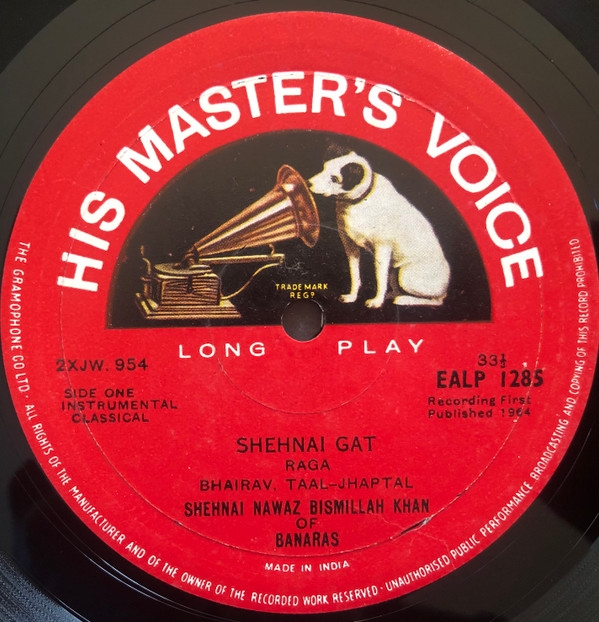 HIS MASTER'S VOICE
TRADE MARK
REGD
LONG PLAY
2XJW. 954
33⅓
EALP 1285
SIDE ONE
INSTRUMENTAL
CLASSICAL
Recording First
Published 1964
SHEHNAI GAT
RAGA
BHAIRAV. TAAL-JHAPTAL
SHEHNAI NAWAZ BISMILLAH KHAN
OF
BANARAS
MADE IN INDIA
THE GRAMOPHONE CO LTD · ALL RIGHTS OF THE MANUFACTURER AND OF THE OWNER OF THE RECORDED WORK RESERVED · UNAUTHORISED PUBLIC PERFORMANCE BROADCASTING AND COPYING OF THIS RECORD PROHIBITED